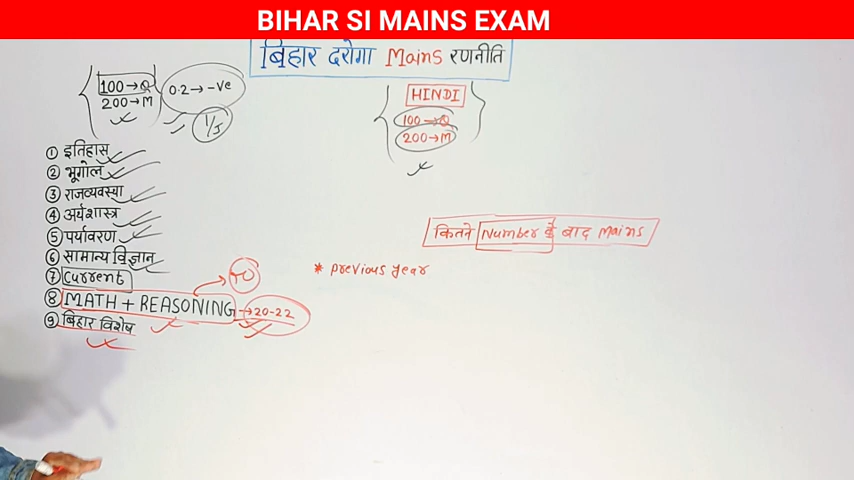 BIHAR SI MAINS EXAM
बिहार दरोगा Mains रणनीति
100→Q
200→M
0.2→-ve
1/5
HINDI
100→Q
200→M
① इतिहास
② भूगोल
③ राजव्यवस्था
④ अर्थशास्त्र
⑤ पर्यावरण
⑥ सामान्य विज्ञान
⑦ Current
⑧ MATH + REASONING →20-22
⑨ बिहार विशेष
कितने Number के बाद Mains
* Previous year